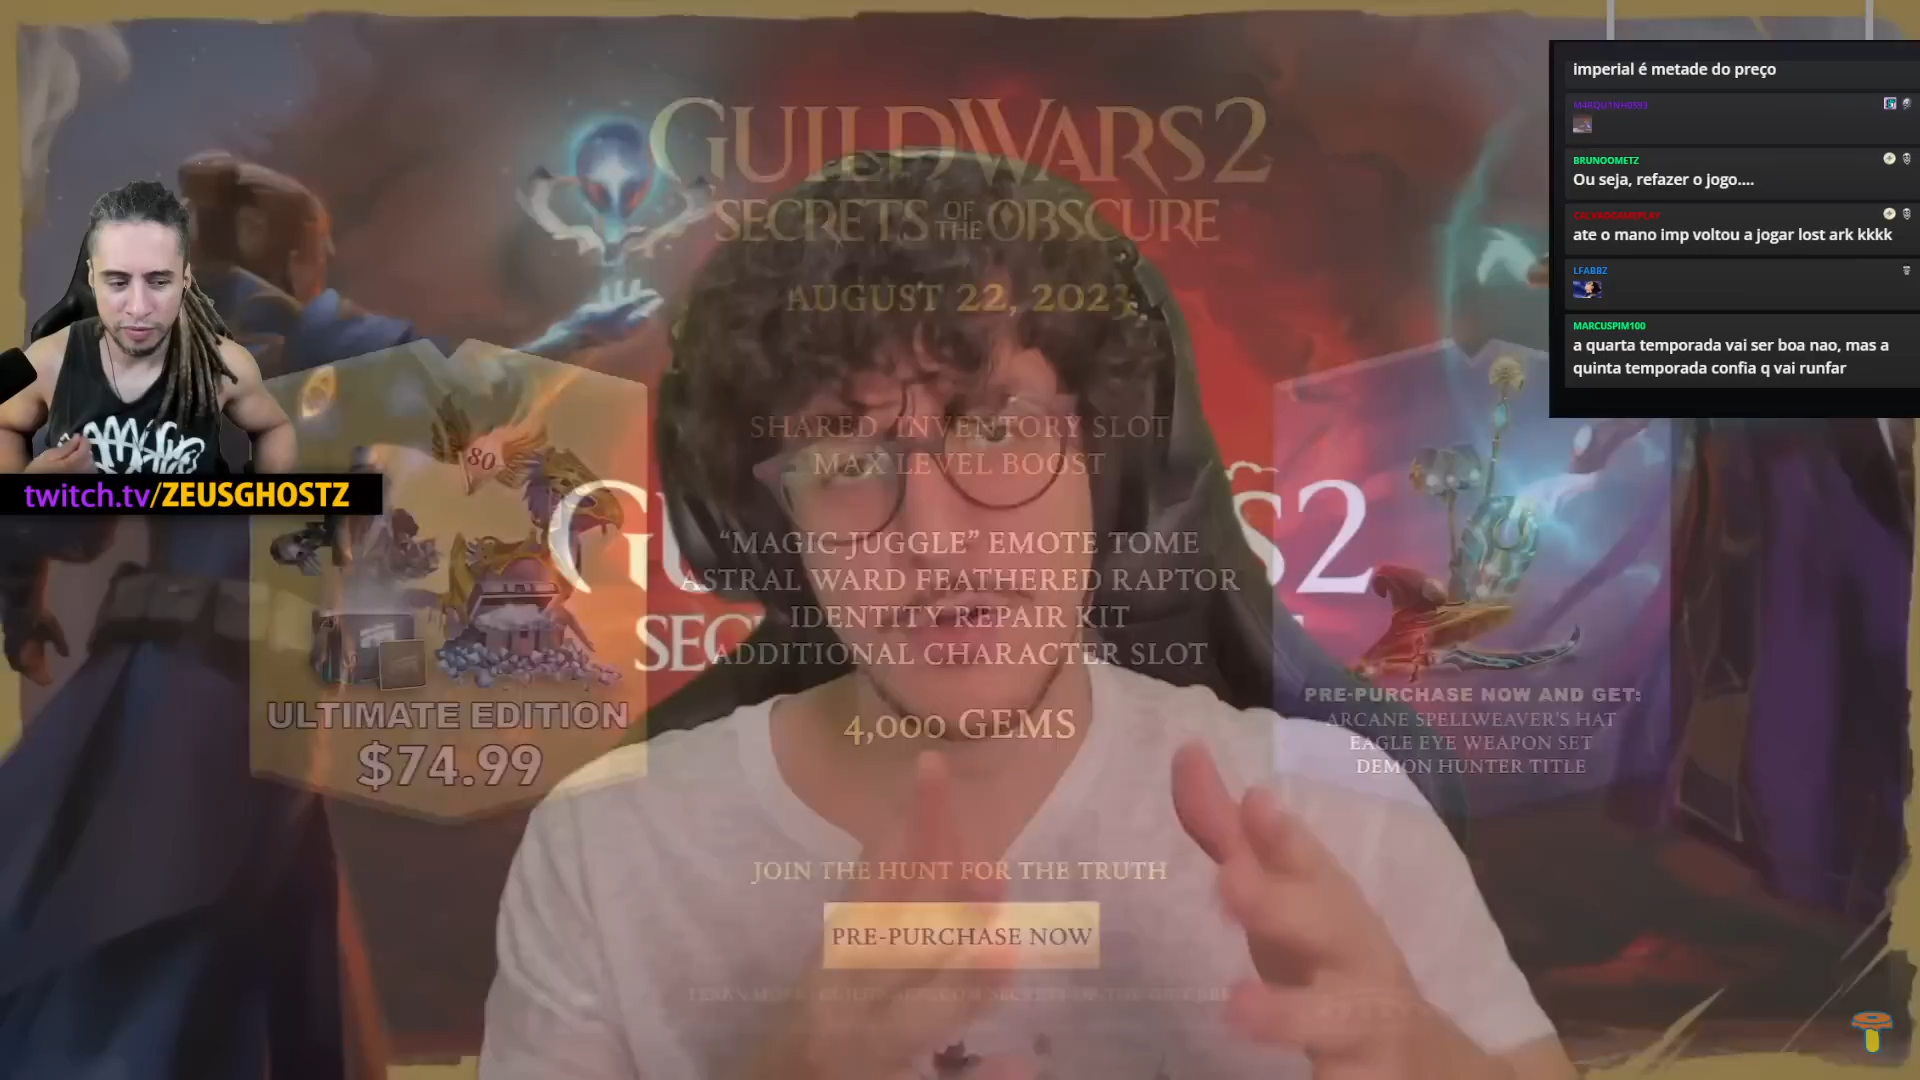 GUILD WARS 2
SECRETS OF THE OBSCURE
AUGUST 22, 2023
SHARED INVENTORY SLOT
MAX LEVEL BOOST
"MAGIC JUGGLE" EMOTE TOME
ASTRAL WARD FEATHERED RAPTOR
IDENTITY REPAIR KIT
ADDITIONAL CHARACTER SLOT
4,000 GEMS
JOIN THE HUNT FOR THE TRUTH
PRE-PURCHASE NOW
80
ULTIMATE EDITION
$74.99
PRE-PURCHASE NOW AND GET:
ARCANE SPELLWEAVER'S HAT
EAGLE EYE WEAPON SET
DEMON HUNTER TITLE
twitch.tv/ZEUSGHOSTZ
imperial é metade do preço
BRUNOOMETZ
Ou seja, refazer o jogo....
CALVAOGAMEPLAY
ate o mano imp voltou a jogar lost ark kkkk
LFABBZ
MARCUSPIM100
a quarta temporada vai ser boa nao, mas a
quinta temporada confia q vai runfar